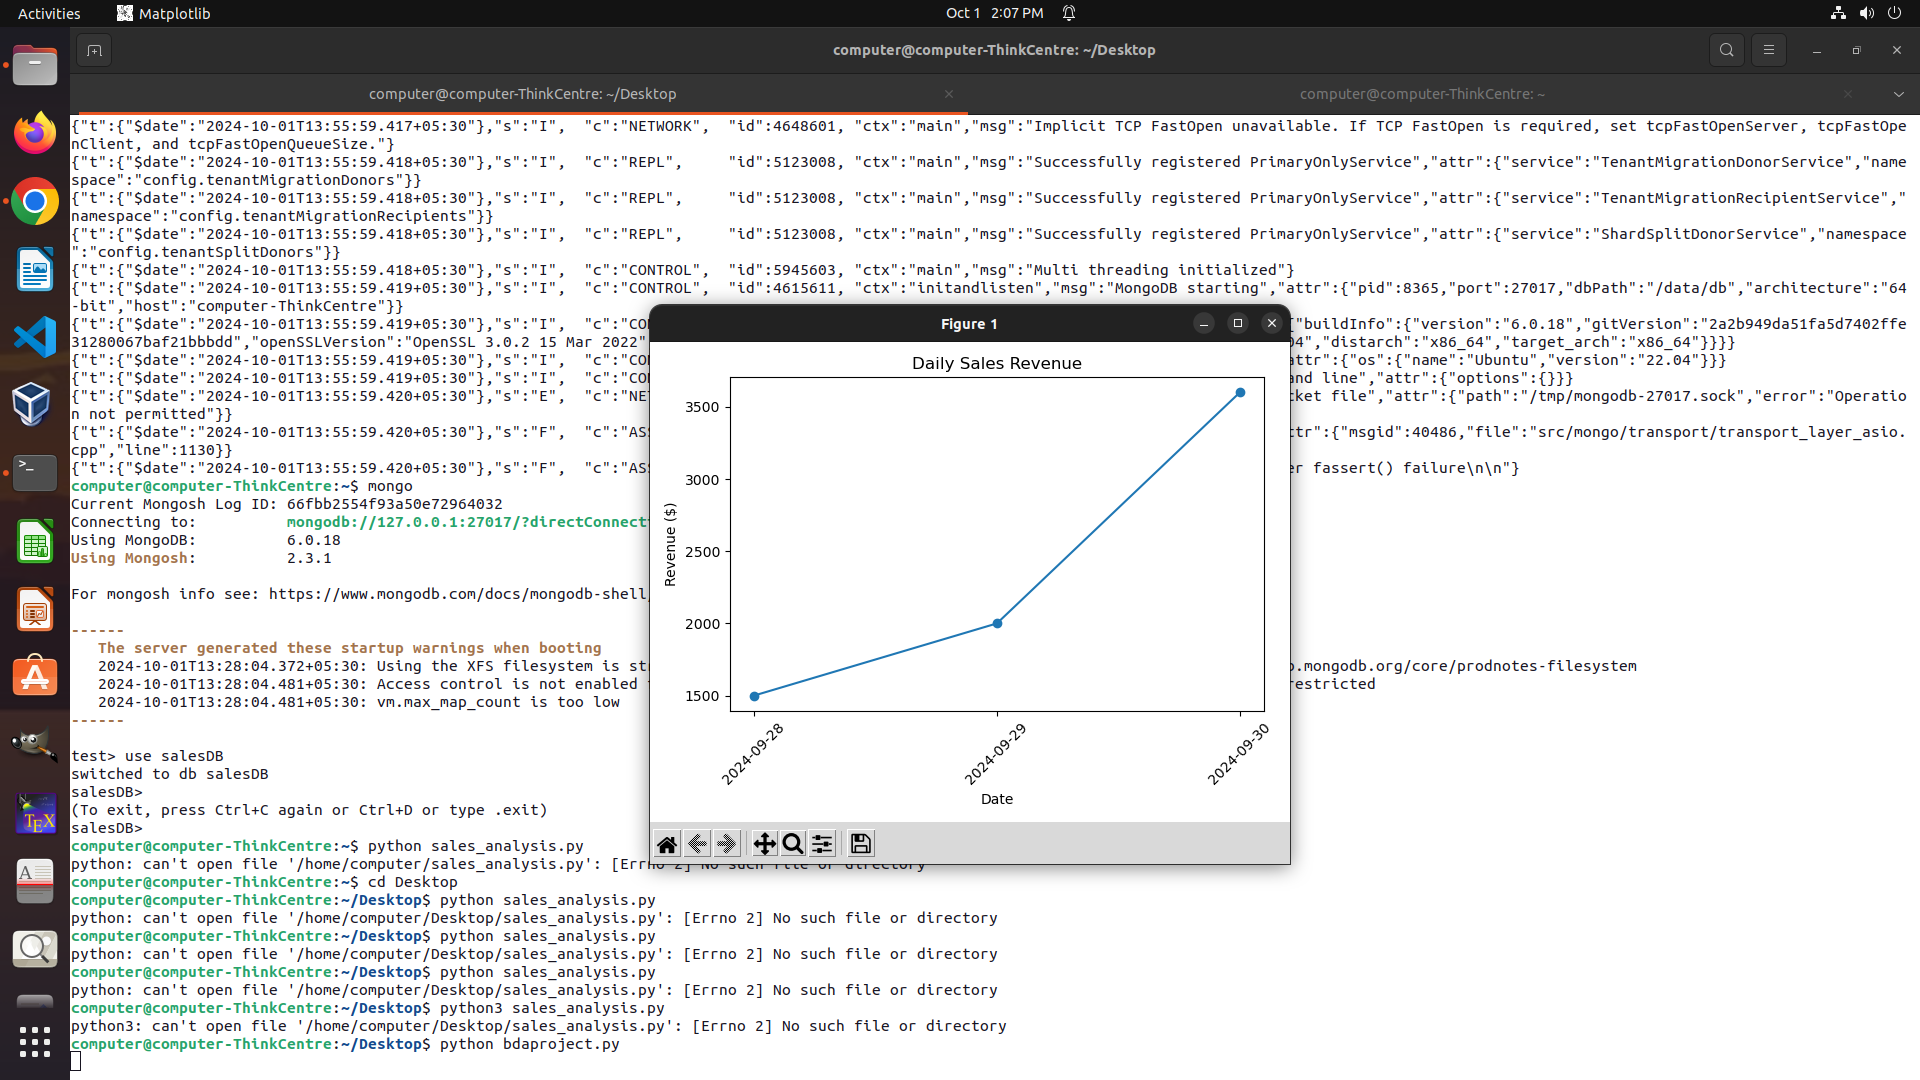 Activities
Matplotlib
Oct 1 2:07 PM
computer@computer-ThinkCentre: ~/Desktop
computer@computer-ThinkCentre: ~/Desktop
computer@computer-ThinkCentre: ~
{"t":{"$date":"2024-10-01T13:55:59.417+05:30"},"s":"I",  "c":"NETWORK",  "id":4648601, "ctx":"main","msg":"Implicit TCP FastOpen unavailable. If TCP FastOpen is required, set tcpFastOpenServer, tcpFastOpe
nClient, and tcpFastOpenQueueSize."}
{"t":{"$date":"2024-10-01T13:55:59.418+05:30"},"s":"I",  "c":"REPL",     "id":5123008, "ctx":"main","msg":"Successfully registered PrimaryOnlyService","attr":{"service":"TenantMigrationDonorService","name
space":"config.tenantMigrationDonors"}}
{"t":{"$date":"2024-10-01T13:55:59.418+05:30"},"s":"I",  "c":"REPL",     "id":5123008, "ctx":"main","msg":"Successfully registered PrimaryOnlyService","attr":{"service":"TenantMigrationRecipientService","
namespace":"config.tenantMigrationRecipients"}}
{"t":{"$date":"2024-10-01T13:55:59.418+05:30"},"s":"I",  "c":"REPL",     "id":5123008, "ctx":"main","msg":"Successfully registered PrimaryOnlyService","attr":{"service":"ShardSplitDonorService","namespace
":"config.tenantSplitDonors"}}
{"t":{"$date":"2024-10-01T13:55:59.418+05:30"},"s":"I",  "c":"CONTROL",  "id":5945603, "ctx":"main","msg":"Multi threading initialized"}
{"t":{"$date":"2024-10-01T13:55:59.419+05:30"},"s":"I",  "c":"CONTROL",  "id":4615611, "ctx":"initandlisten","msg":"MongoDB starting","attr":{"pid":8365,"port":27017,"dbPath":"/data/db","architecture":"64
-bit","host":"computer-ThinkCentre"}}
{"t":{"$date":"2024-10-01T13:55:59.419+05:30"},"s":"I",  "c":"CO {"buildInfo":{"version":"6.0.18","gitVersion":"2a2b949da51fa5d7402ffe
31280067baf21bbbdd","openSSLVersion":"OpenSSL 3.0.2 15 Mar 2022" 04","distarch":"x86_64","target_arch":"x86_64"}}}}
{"t":{"$date":"2024-10-01T13:55:59.419+05:30"},"s":"I",  "c":"CO ttr":{"os":{"name":"Ubuntu","version":"22.04"}}}
{"t":{"$date":"2024-10-01T13:55:59.419+05:30"},"s":"I",  "c":"CO and line","attr":{"options":{}}}
{"t":{"$date":"2024-10-01T13:55:59.420+05:30"},"s":"E",  "c":"NE cket file","attr":{"path":"/tmp/mongodb-27017.sock","error":"Operatio
n not permitted"}}
{"t":{"$date":"2024-10-01T13:55:59.420+05:30"},"s":"F",  "c":"AS tr":{"msgid":40486,"file":"src/mongo/transport/transport_layer_asio.
cpp","line":1130}}
{"t":{"$date":"2024-10-01T13:55:59.420+05:30"},"s":"F",  "c":"AS er fassert() failure\n\n"}
computer@computer-ThinkCentre:~$ mongo
Current Mongosh Log ID: 66fbb2554f93a50e72964032
Connecting to:          mongodb://127.0.0.1:27017/?directConnect
Using MongoDB:          6.0.18
Using Mongosh:          2.3.1
For mongosh info see: https://www.mongodb.com/docs/mongodb-shell
------
The server generated these startup warnings when booting
2024-10-01T13:28:04.372+05:30: Using the XFS filesystem is st .mongodb.org/core/prodnotes-filesystem
2024-10-01T13:28:04.481+05:30: Access control is not enabled restricted
2024-10-01T13:28:04.481+05:30: vm.max_map_count is too low
------
test> use salesDB
switched to db salesDB
salesDB>
(To exit, press Ctrl+C again or Ctrl+D or type .exit)
salesDB>
computer@computer-ThinkCentre:~$ python sales_analysis.py
python: can't open file '/home/computer/sales_analysis.py': [Errno 2] No such file or directory
computer@computer-ThinkCentre:~$ cd Desktop
computer@computer-ThinkCentre:~/Desktop$ python sales_analysis.py
python: can't open file '/home/computer/Desktop/sales_analysis.py': [Errno 2] No such file or directory
computer@computer-ThinkCentre:~/Desktop$ python sales_analysis.py
python: can't open file '/home/computer/Desktop/sales_analysis.py': [Errno 2] No such file or directory
computer@computer-ThinkCentre:~/Desktop$ python sales_analysis.py
python: can't open file '/home/computer/Desktop/sales_analysis.py': [Errno 2] No such file or directory
computer@computer-ThinkCentre:~/Desktop$ python3 sales_analysis.py
python3: can't open file '/home/computer/Desktop/sales_analysis.py': [Errno 2] No such file or directory
computer@computer-ThinkCentre:~/Desktop$ python bdaproject.py
Figure 1
Daily Sales Revenue
3500
3000
2500
2000
1500
Revenue ($)
2024-09-28
2024-09-29
2024-09-30
Date